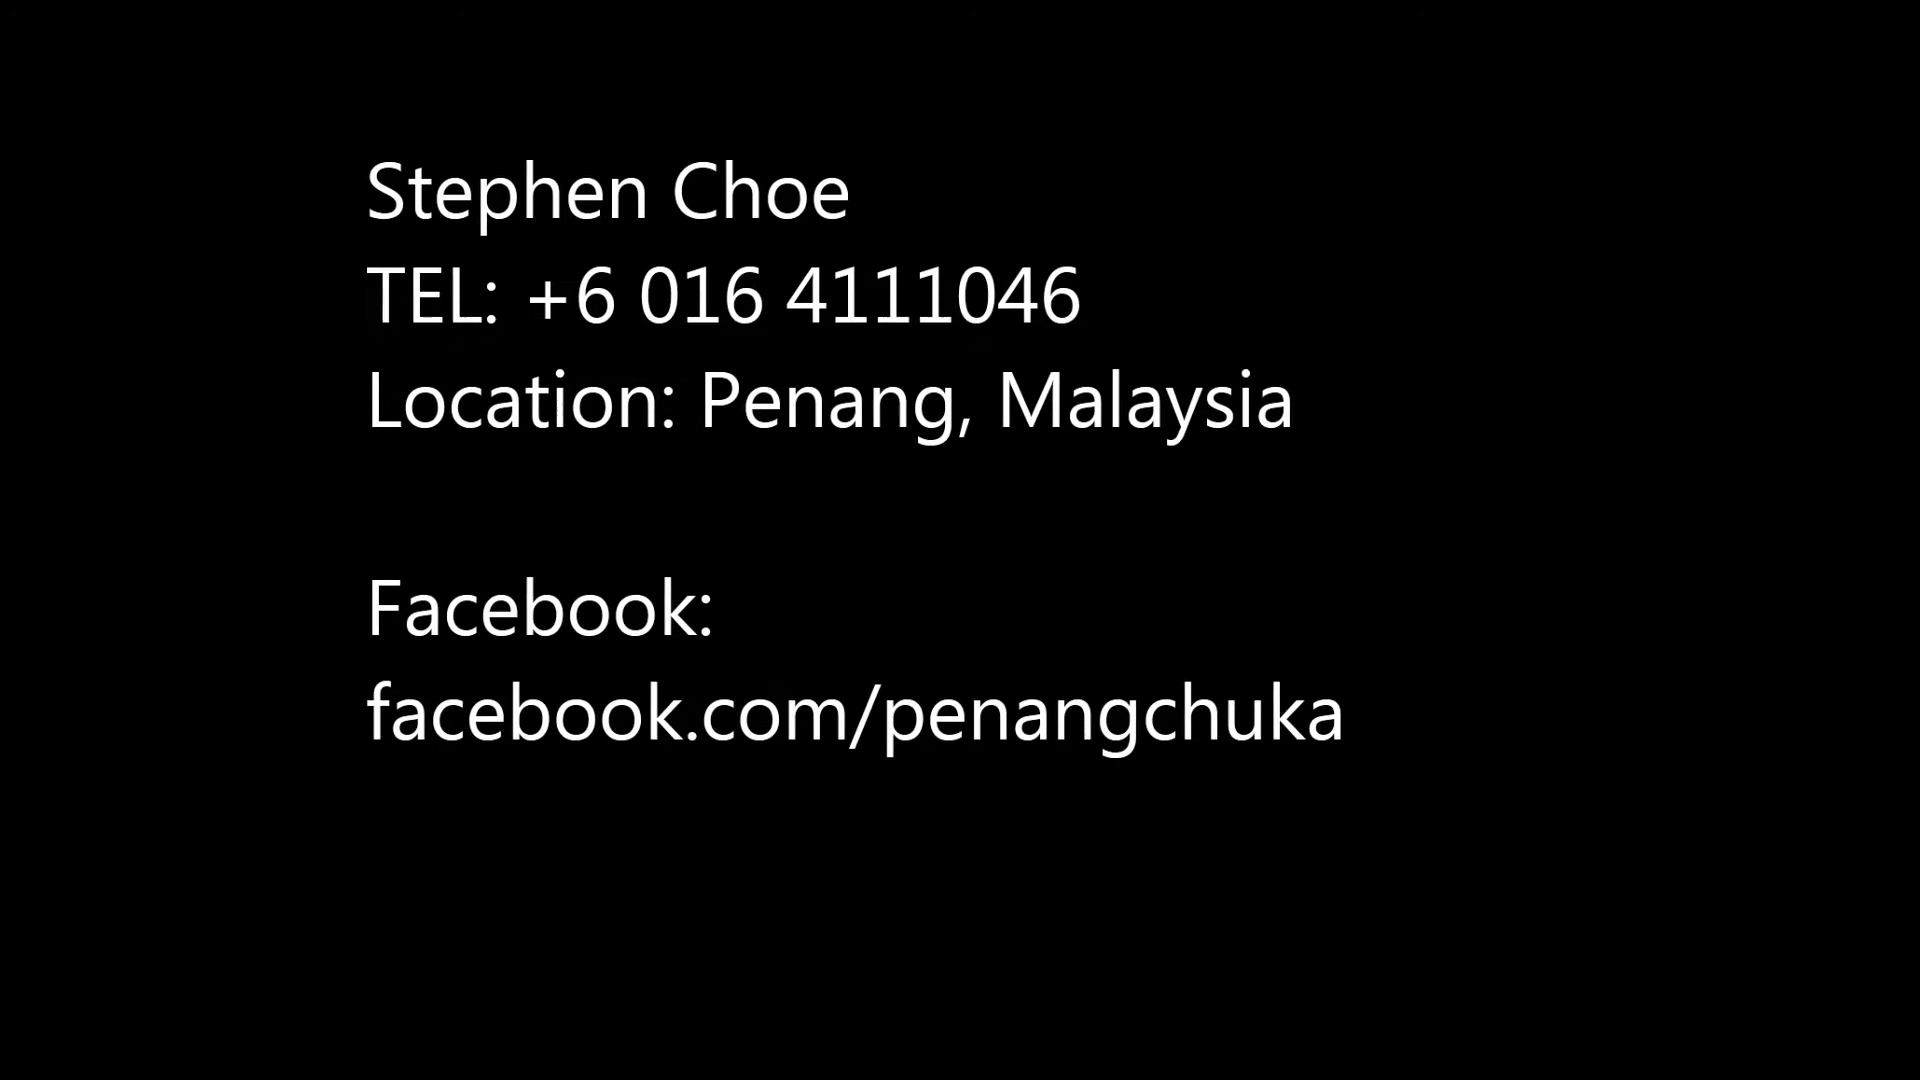 Stephen Choe
TEL: +6 016 4111046
Location: Penang, Malaysia
Facebook:
facebook.com/penangchuka